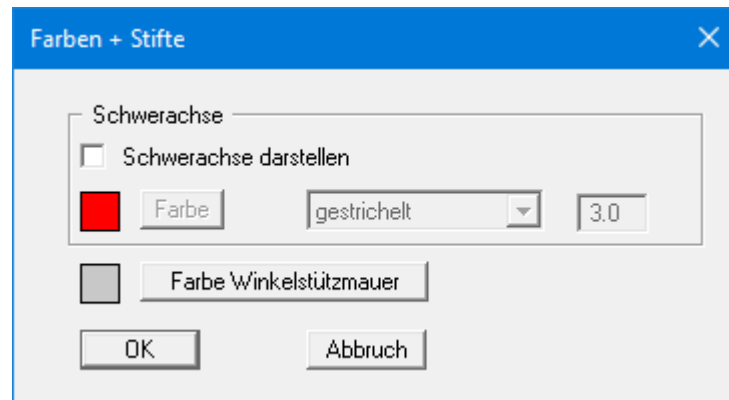 Farben + Stifte
Schwerachse
Schwerachse darstellen
Farbe gestrichelt 3.0
Farbe Winkelstützmauer
OK Abbruch